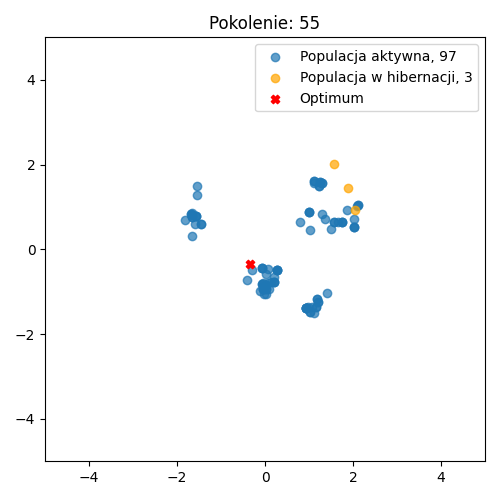 Pokolenie: 55
Populacja aktywna, 97
Populacja w hibernacji, 3
Optimum
4
2
0
−2
−4
−4
−2
0
2
4